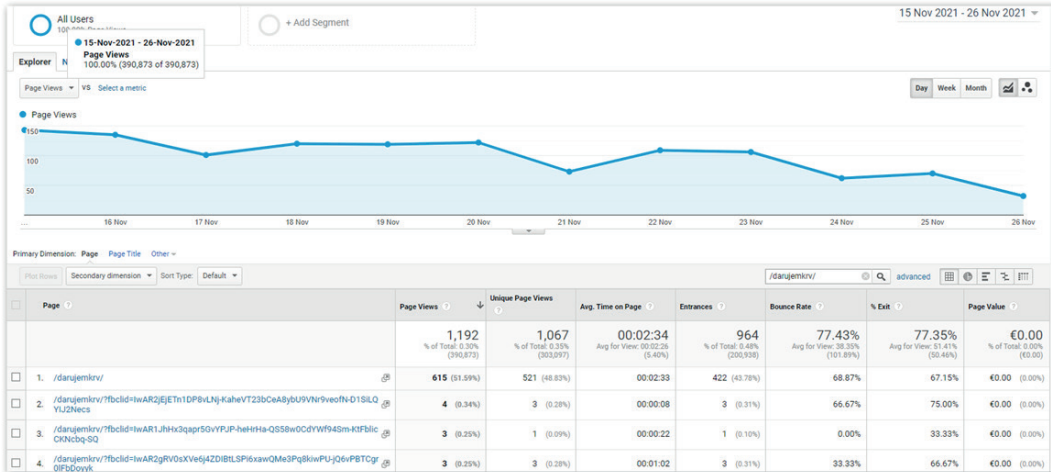 All Users
100.00% Page Views
+ Add Segment
15 Nov 2021 - 26 Nov 2021
15-Nov-2021 - 26-Nov-2021
Page Views
100.00% (390,873 of 390,873)
Explorer N
Page Views VS Select a metric
Day Week Month
Page Views
150
100
50
... 16 Nov 17 Nov 18 Nov 19 Nov 20 Nov 21 Nov 22 Nov 23 Nov 24 Nov 25 Nov 26 Nov
Primary Dimension: Page Page Title Other
Plot Rows Secondary dimension Sort Type: Default /darujemkrv/ advanced
Page Page Views Unique Page Views Avg. Time on Page Entrances Bounce Rate % Exit Page Value
1,192 1,067 00:02:34 964 77.43% 77.35% €0.00
% of Total: 0.30% % of Total: 0.35% Avg for View: 00:02:26 % of Total: 0.48% Avg for View: 38.35% Avg for View: 51.41% % of Total: 0.00%
(390,873) (303,097) (5.40%) (200,938) (101.89%) (50.46%) (€0.00)
1. /darujemkrv/ 615 (51.59%) 521 (48.83%) 00:02:33 422 (43.78%) 68.87% 67.15% €0.00 (0.00%)
2. /darujemkrv/?fbclid=IwAR2jEjETn1DP8vLNj-KaheVT23bCeA8ybU9VNr9veofN-D1SiLQ
YIJ2Necs 4 (0.34%) 3 (0.28%) 00:00:08 3 (0.31%) 66.67% 75.00% €0.00 (0.00%)
3. /darujemkrv/?fbclid=IwAR1JhHx3qapr5GvYPJP-heHrHa-QS58w0CdYWf94Sm-KtFblic
CKNcbq-SQ 3 (0.25%) 1 (0.09%) 00:00:22 1 (0.10%) 0.00% 33.33% €0.00 (0.00%)
4. /darujemkrv/?fbclid=IwAR2gRV0sXVe6j4ZDIBtLSPi6xawQMe3Pq8kiwPU-jQ6vPBTCgr
0IFbDoyyk 3 (0.25%) 3 (0.28%) 00:01:02 3 (0.31%) 33.33% 66.67% €0.00 (0.00%)